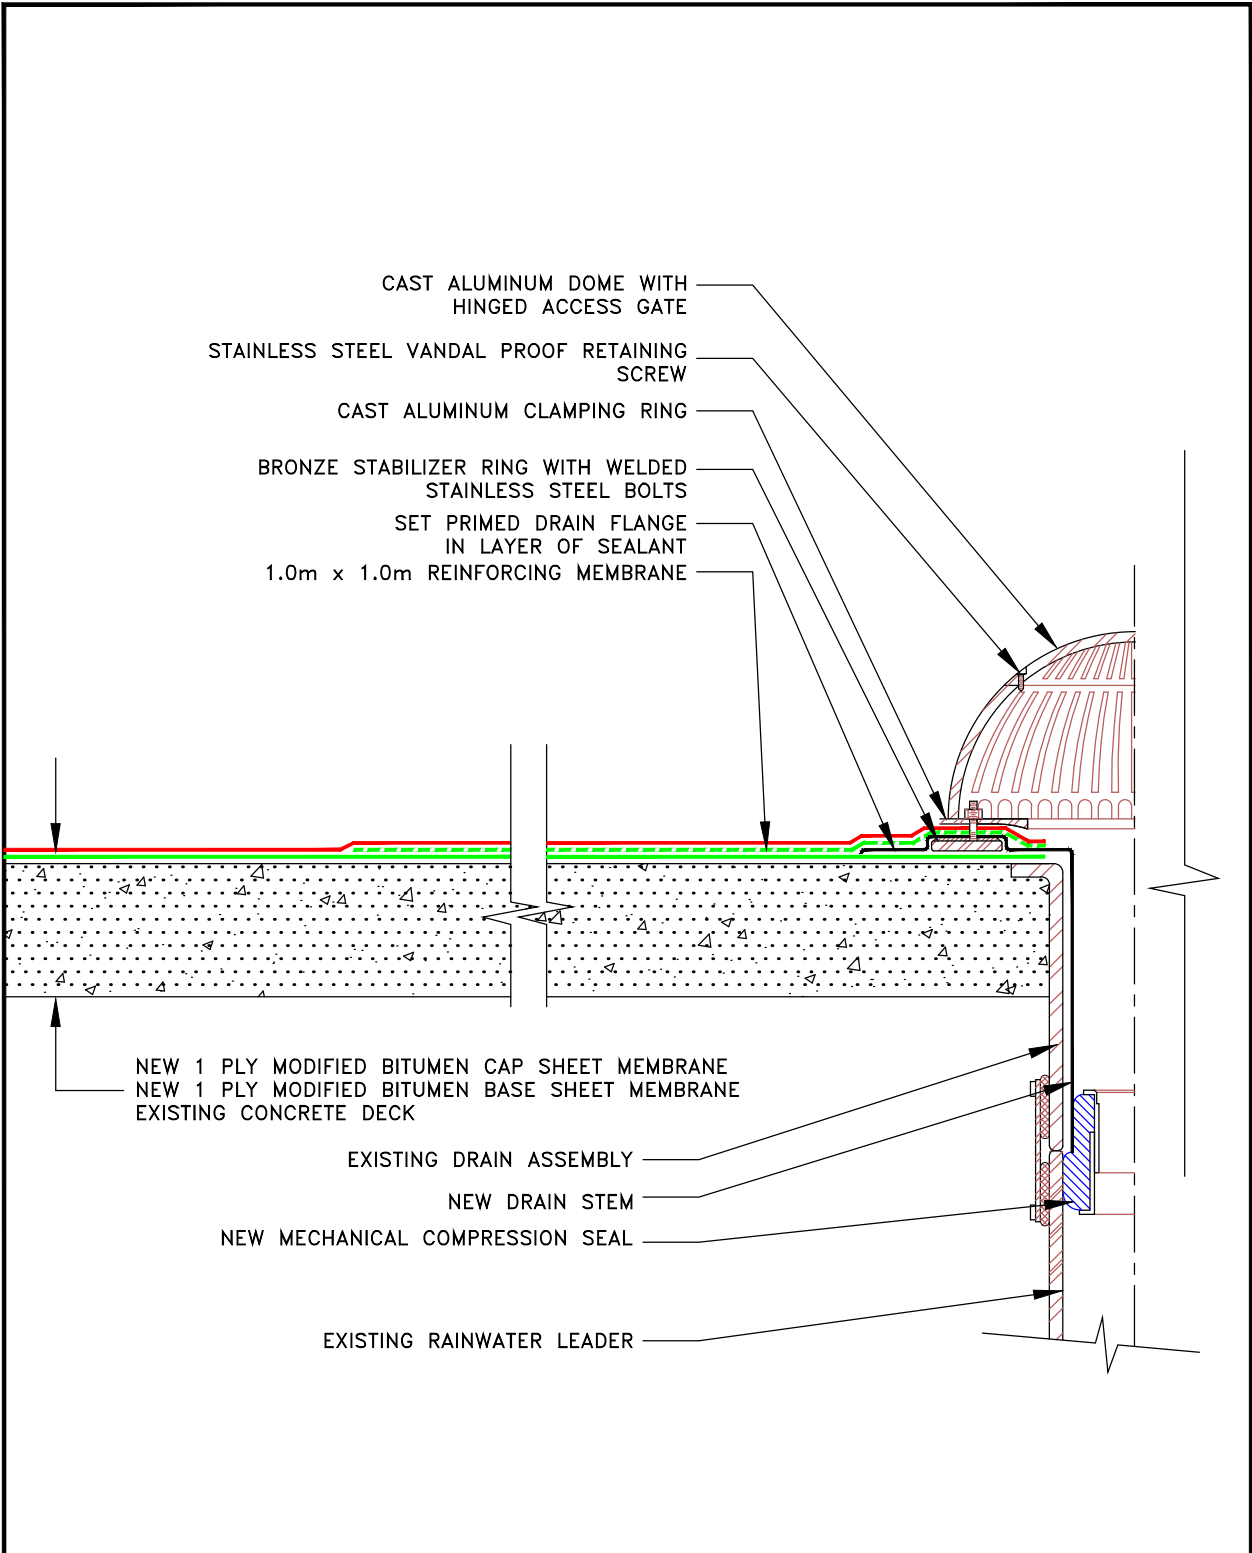 CAST ALUMINUM DOME WITH
HINGED ACCESS GATE
STAINLESS STEEL VANDAL PROOF RETAINING
SCREW
CAST ALUMINUM CLAMPING RING
BRONZE STABILIZER RING WITH WELDED
STAINLESS STEEL BOLTS
SET PRIMED DRAIN FLANGE
IN LAYER OF SEALANT
1.0m x 1.0m REINFORCING MEMBRANE
NEW 1 PLY MODIFIED BITUMEN CAP SHEET MEMBRANE
NEW 1 PLY MODIFIED BITUMEN BASE SHEET MEMBRANE
EXISTING CONCRETE DECK
EXISTING DRAIN ASSEMBLY
NEW DRAIN STEM
NEW MECHANICAL COMPRESSION SEAL
EXISTING RAINWATER LEADER